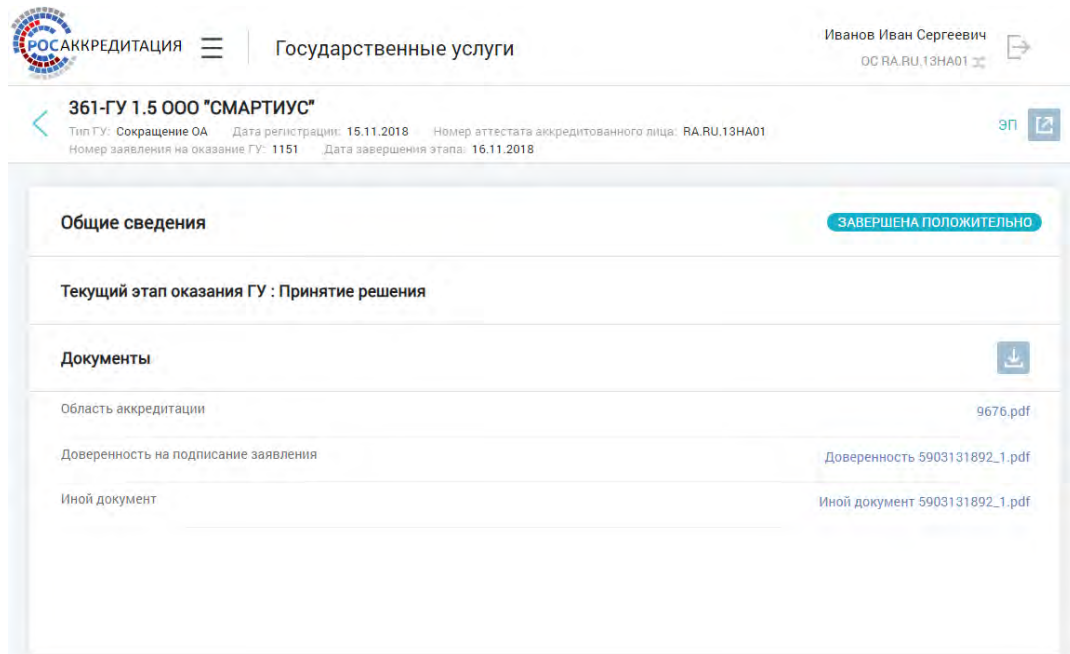 РОСАККРЕДИТАЦИЯ
Государственные услуги
Иванов Иван Сергеевич
ОС RA.RU.13НА01
361-ГУ 1.5 ООО "СМАРТИУС"
Тип ГУ: Сокращение ОА Дата регистрации: 15.11.2018 Номер аттестата аккредитованного лица: RA.RU.13НА01
Номер заявления на оказание ГУ: 1151 Дата завершения этапа: 16.11.2018
ЭП
Общие сведения
ЗАВЕРШЕНА ПОЛОЖИТЕЛЬНО
Текущий этап оказания ГУ : Принятие решения
Документы
Область аккредитации
9676.pdf
Доверенность на подписание заявления
Доверенность 5903131892_1.pdf
Иной документ
Иной документ 5903131892_1.pdf